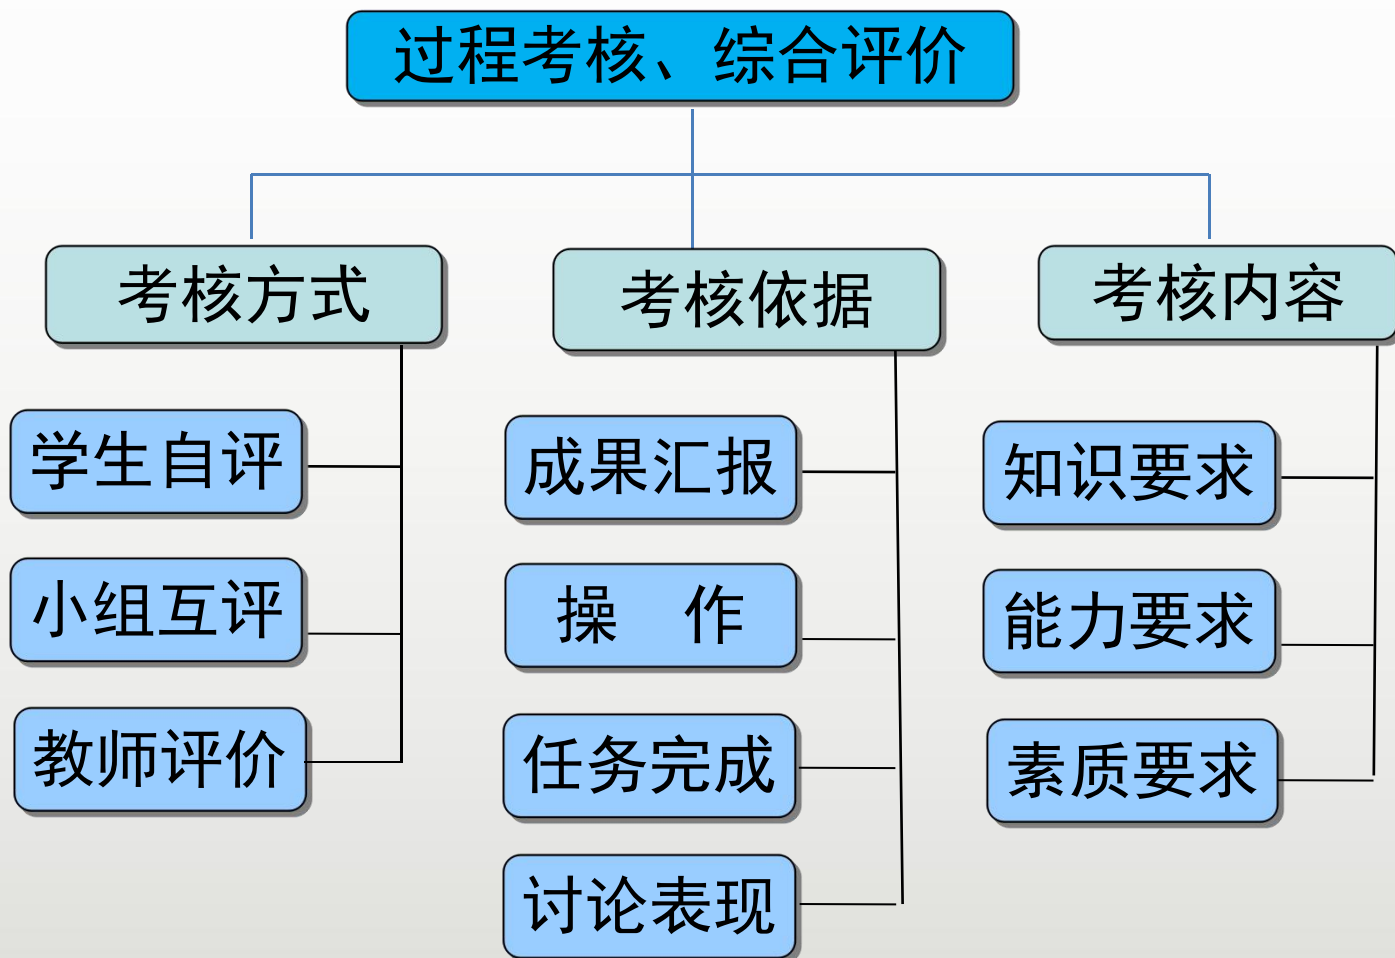 过程考核、综合评价
考核方式
学生自评
小组互评
教师评价
考核依据
成果汇报
操　作
任务完成
讨论表现
考核内容
知识要求
能力要求
素质要求